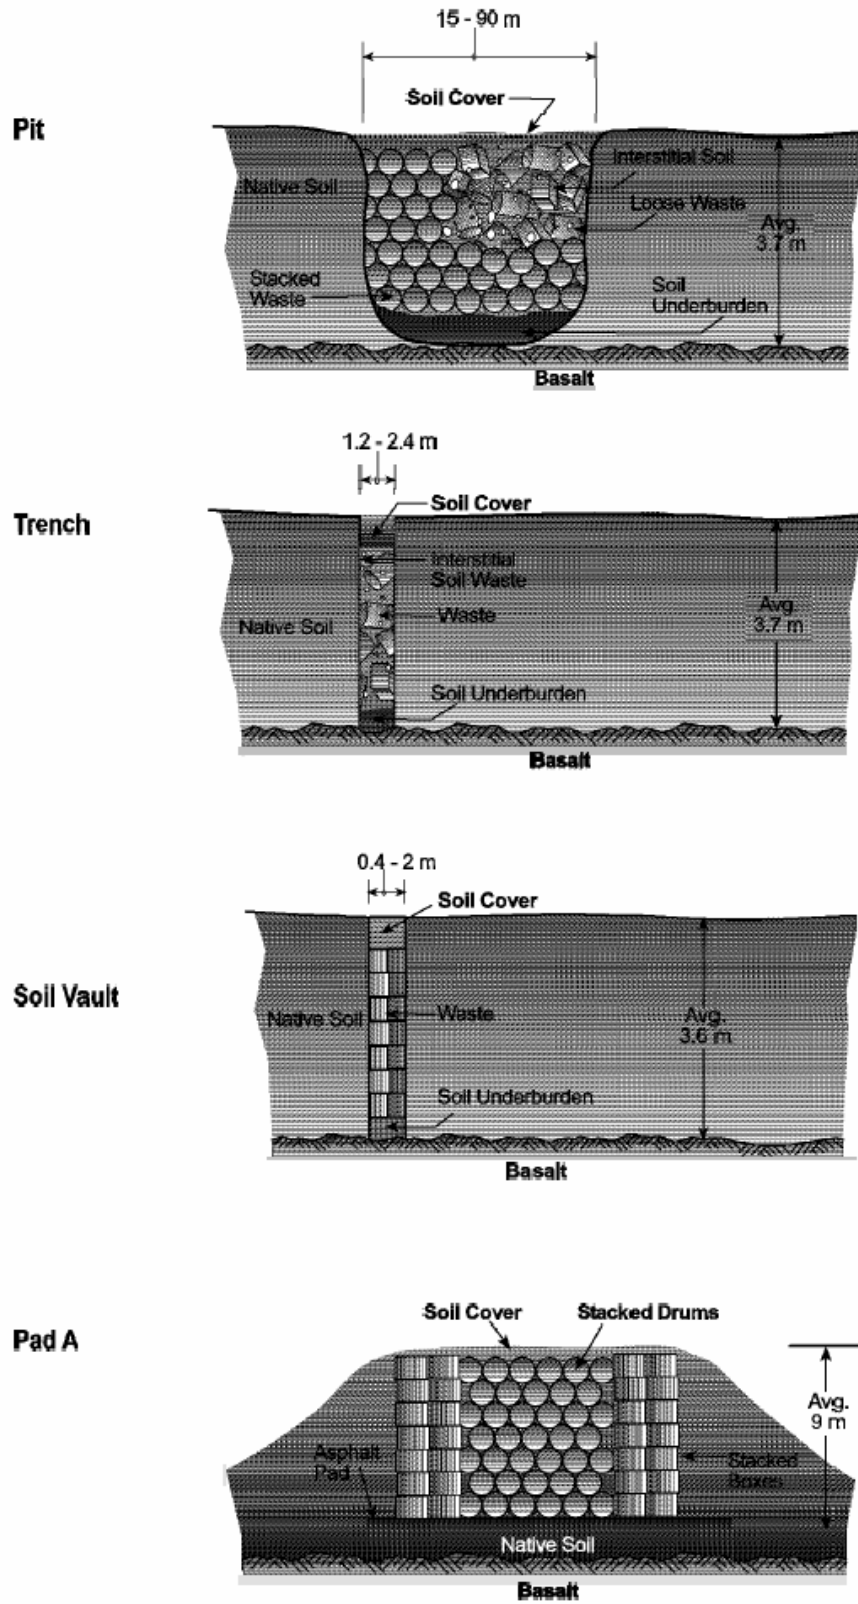 15 - 90 m
Soil Cover
Pit
Interstitial Soil
Native Soil
Loose Waste
Avg.
3.7 m
Stacked
Waste
Soil
Underburden
Basalt
1.2 - 2.4 m
Soil Cover
Trench
Interstitial
Soil Waste
Waste
Native Soil
Avg.
3.7 m
Soil Underburden
Basalt
0.4 - 2 m
Soil Cover
Soil Vault
Native Soil
Waste
Avg.
3.6 m
Soil Underburden
Basalt
Soil Cover
Stacked Drums
Pad A
Avg.
9 m
Asphalt
Pad
Stacked
Boxes
Native Soil
Basalt